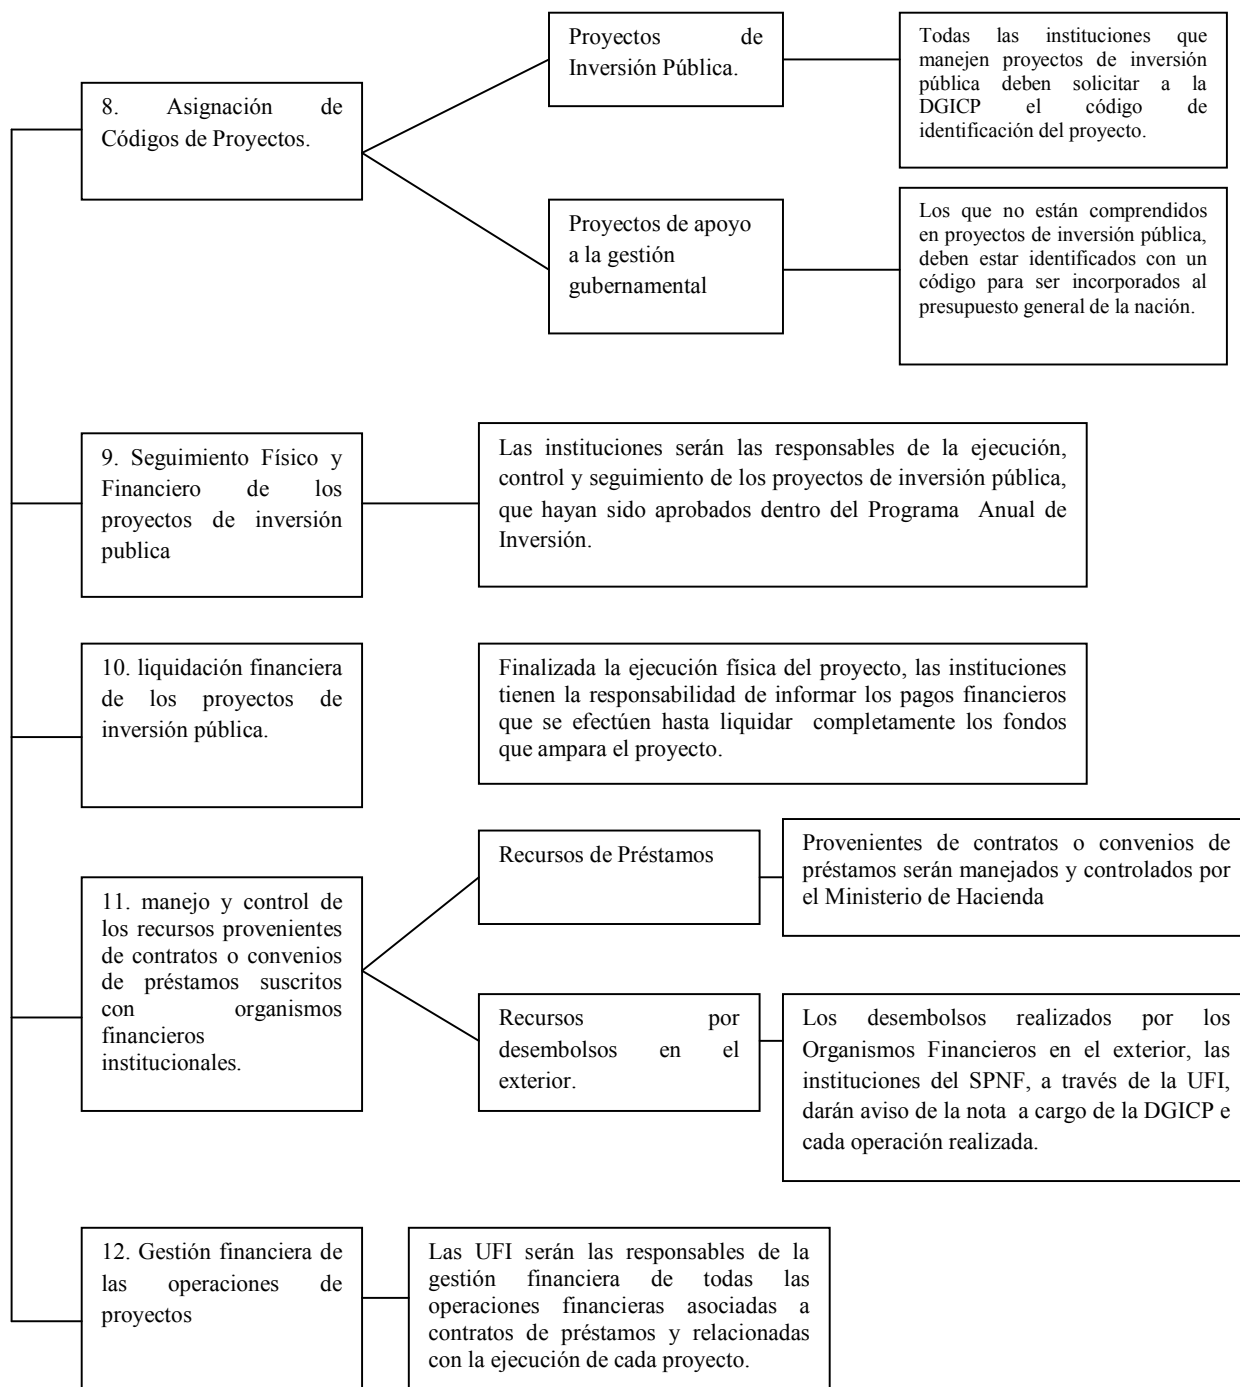 8. Asignación de
Códigos de Proyectos.
Proyectos de
Inversión Pública.
Todas las instituciones que
manejen proyectos de inversión
pública deben solicitar a la
DGICP el código de
identificación del proyecto.
Proyectos de apoyo
a la gestión
gubernamental
Los que no están comprendidos
en proyectos de inversión pública,
deben estar identificados con un
código para ser incorporados al
presupuesto general de la nación.
9. Seguimiento Físico y
Financiero de los
proyectos de inversión
publica
Las instituciones serán las responsables de la ejecución,
control y seguimiento de los proyectos de inversión pública,
que hayan sido aprobados dentro del Programa Anual de
Inversión.
10. liquidación financiera
de los proyectos de
inversión pública.
Finalizada la ejecución física del proyecto, las instituciones
tienen la responsabilidad de informar los pagos financieros
que se efectúen hasta liquidar completamente los fondos
que ampara el proyecto.
11. manejo y control de
los recursos provenientes
de contratos o convenios
de préstamos suscritos
con organismos
financieros
institucionales.
Recursos de Préstamos
Provenientes de contratos o convenios de
préstamos serán manejados y controlados por
el Ministerio de Hacienda
Recursos por
desembolsos en el
exterior.
Los desembolsos realizados por los
Organismos Financieros en el exterior, las
instituciones del SPNF, a través de la UFI,
darán aviso de la nota a cargo de la DGICP e
cada operación realizada.
12. Gestión financiera de
las operaciones de
proyectos
Las UFI serán las responsables de la
gestión financiera de todas las
operaciones financieras asociadas a
contratos de préstamos y relacionadas
con la ejecución de cada proyecto.